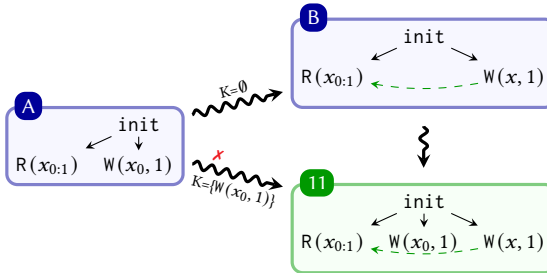 B
init
R(x₀:₁) W(x, 1)
K=∅
A
init
R(x₀:₁) W(x₀, 1)
✗
K={W(x₀, 1)}
11
init
R(x₀:₁) W(x₀, 1) W(x, 1)